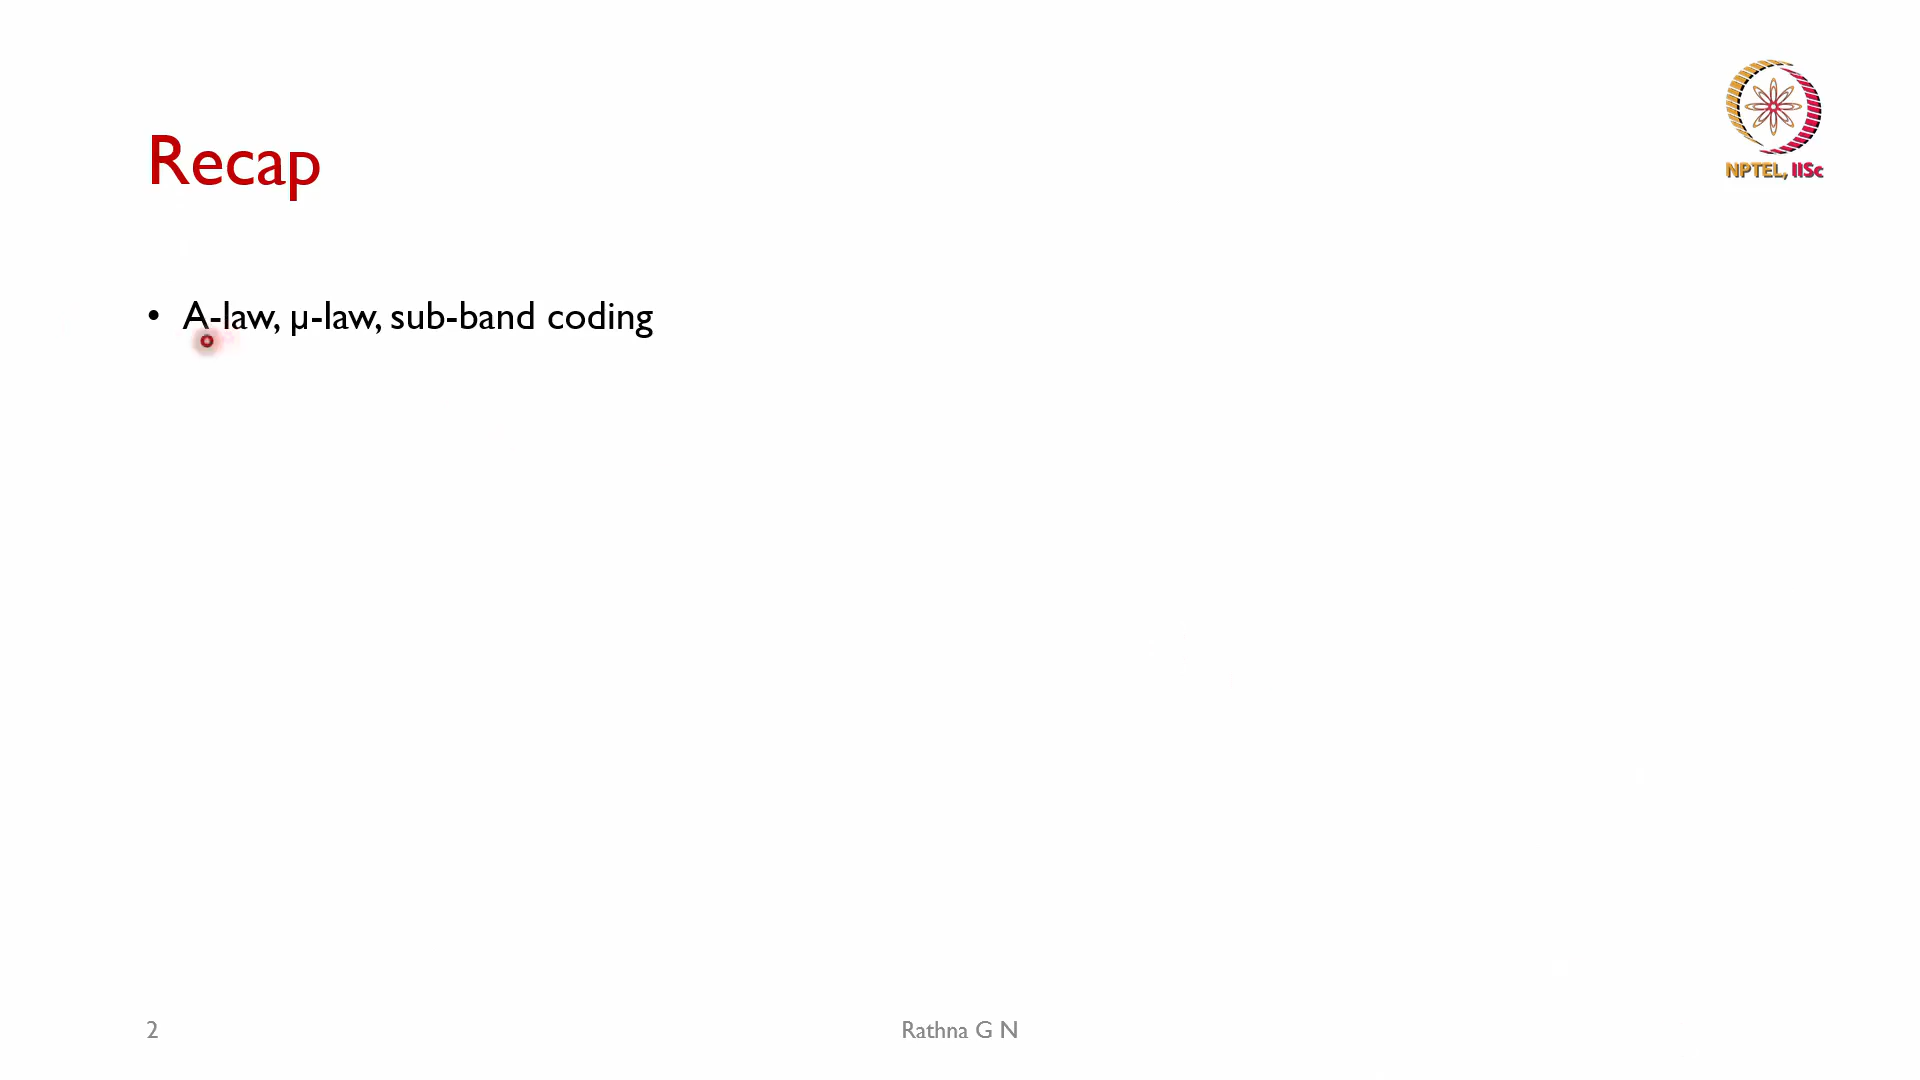 NPTEL, IISc
Recap
• A-law, µ-law, sub-band coding
2
Rathna G N